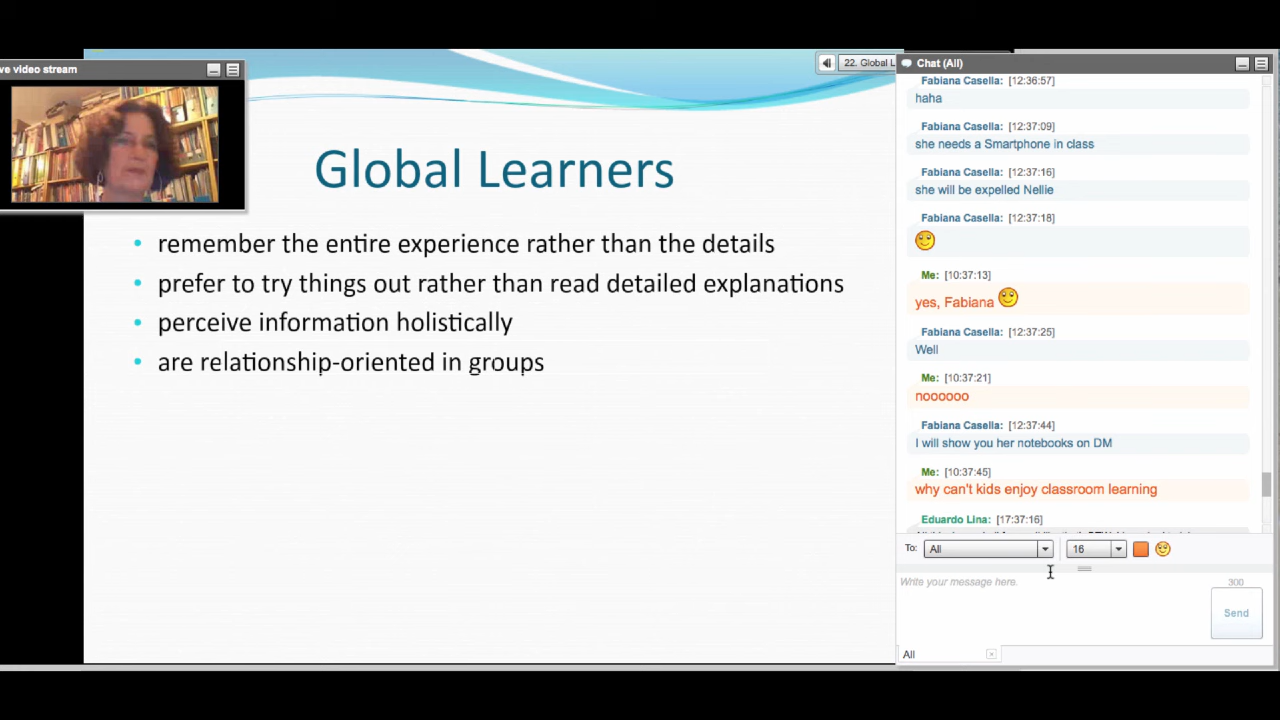 ve video stream
22. Global L
Global Learners
• remember the entire experience rather than the details
• prefer to try things out rather than read detailed explanations
• perceive information holistically
• are relationship-oriented in groups
Chat (All)
Fabiana Casella: [12:36:57]
haha
Fabiana Casella: [12:37:09]
she needs a Smartphone in class
Fabiana Casella: [12:37:16]
she will be expelled Nellie
Fabiana Casella: [12:37:18]
Me: [10:37:13]
yes, Fabiana
Fabiana Casella: [12:37:25]
Well
Me: [10:37:21]
noooooo
Fabiana Casella: [12:37:44]
I will show you her notebooks on DM
Me: [10:37:45]
why can't kids enjoy classroom learning
Eduardo Lina: [17:37:16]
To: All 16
Write your message here. 300
Send
All